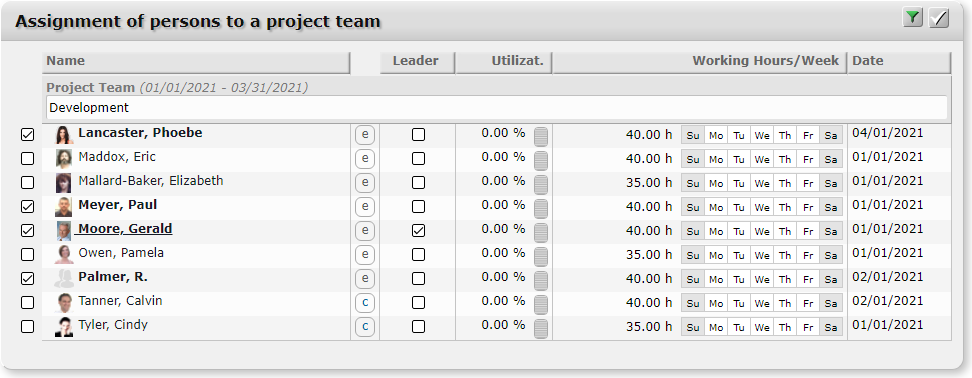 Assignment of persons to a project team
Name Leader Utilizat. Working Hours/Week Date
Project Team (01/01/2021 - 03/31/2021)
Development
Lancaster, Phoebe e 0.00 % 40.00 h Su Mo Tu We Th Fr Sa 04/01/2021
Maddox, Eric e 0.00 % 40.00 h Su Mo Tu We Th Fr Sa 01/01/2021
Mallard-Baker, Elizabeth e 0.00 % 35.00 h Su Mo Tu We Th Fr Sa 01/01/2021
Meyer, Paul e 0.00 % 40.00 h Su Mo Tu We Th Fr Sa 01/01/2021
Moore, Gerald e 0.00 % 40.00 h Su Mo Tu We Th Fr Sa 01/01/2021
Owen, Pamela e 0.00 % 35.00 h Su Mo Tu We Th Fr Sa 01/01/2021
Palmer, R. e 0.00 % 40.00 h Su Mo Tu We Th Fr Sa 02/01/2021
Tanner, Calvin c 0.00 % 40.00 h Su Mo Tu We Th Fr Sa 02/01/2021
Tyler, Cindy c 0.00 % 35.00 h Su Mo Tu We Th Fr Sa 01/01/2021